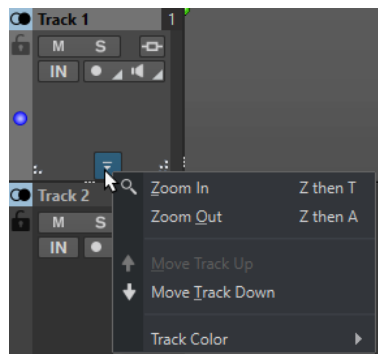 Track 1 1
M S
IN
Track 2
M S
IN
Zoom In Z then T
Zoom Out Z then A
Move Track Up
Move Track Down
Track Color